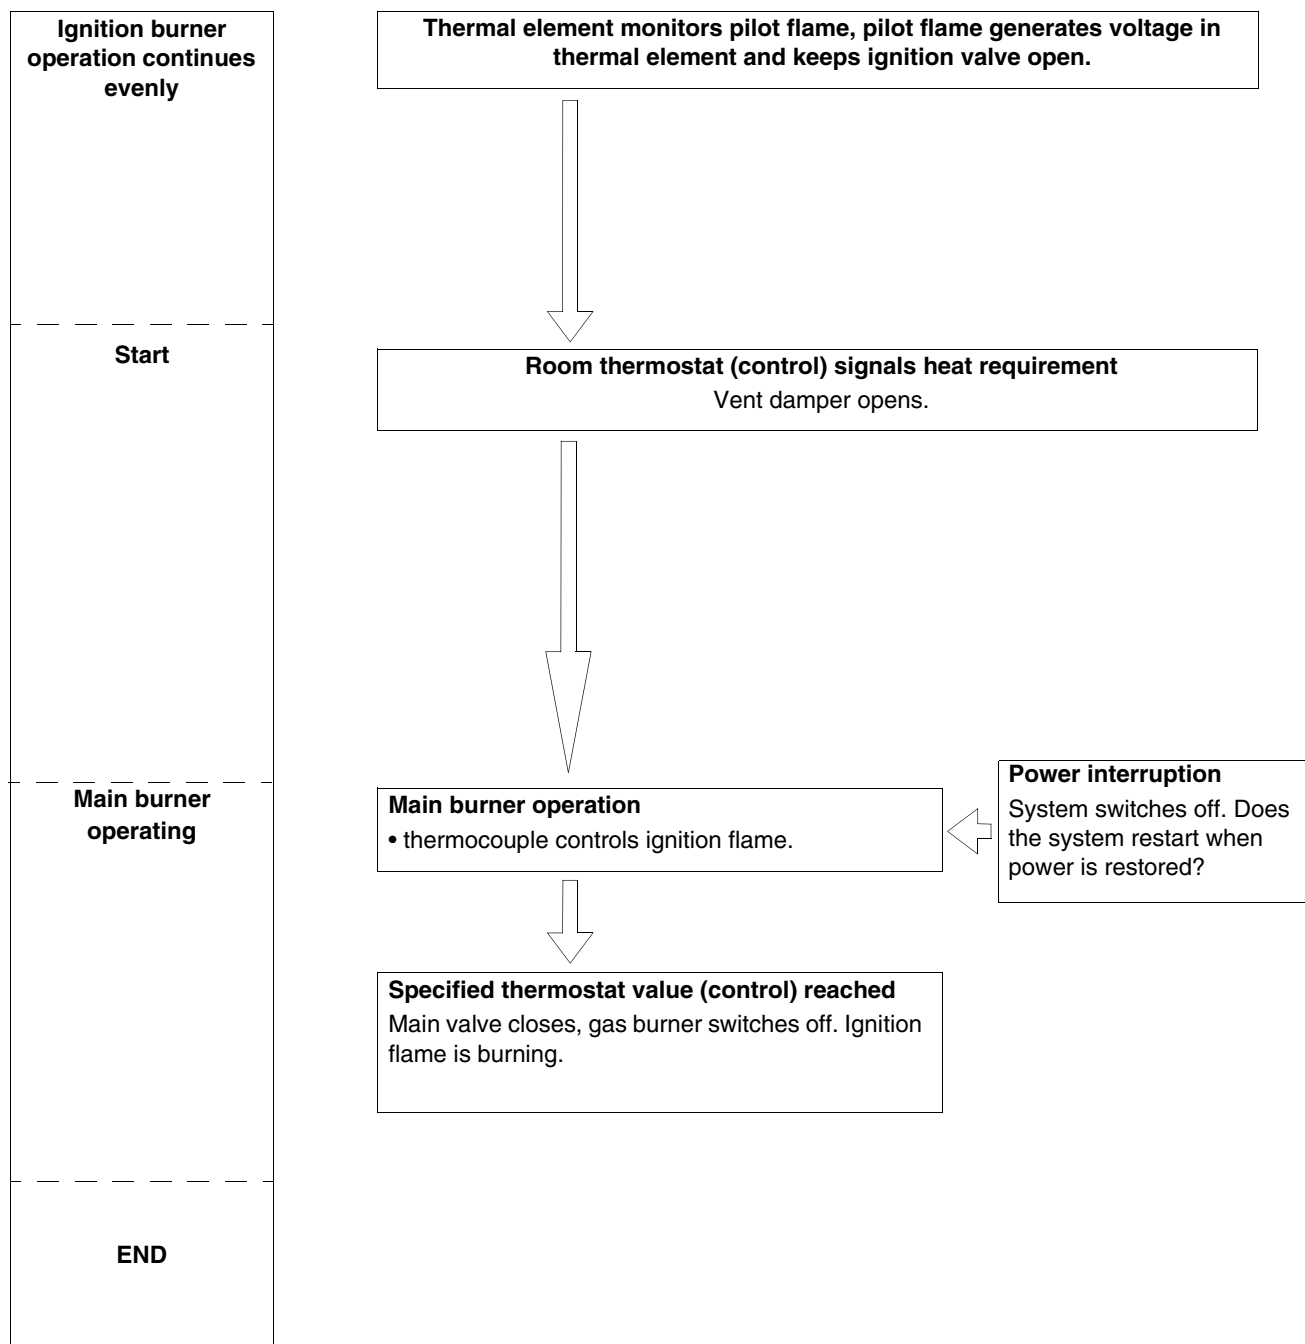 Ignition burner
operation continues
evenly
Thermal element monitors pilot flame, pilot flame generates voltage in
thermal element and keeps ignition valve open.
Start
Room thermostat (control) signals heat requirement
Vent damper opens.
Main burner
operating
Main burner operation
• thermocouple controls ignition flame.
Power interruption
System switches off. Does
the system restart when
power is restored?
Specified thermostat value (control) reached
Main valve closes, gas burner switches off. Ignition
flame is burning.
END